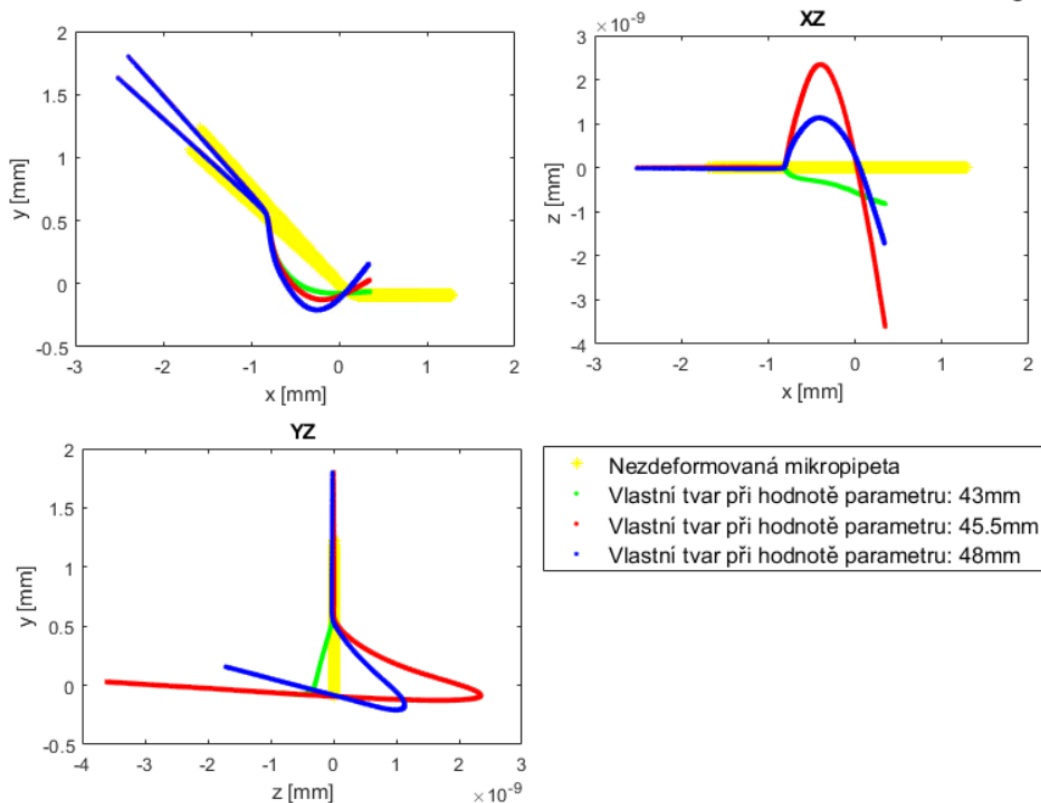 2
1.5
1
0.5
0
-0.5
y [mm]
-3 -2 -1 0 1 2
x [mm]
XZ
×10-9
3
2
1
0
-1
-2
-3
-4
z [mm]
-3 -2 -1 0 1 2
x [mm]
YZ
2
1.5
1
0.5
0
-0.5
y [mm]
-4 -3 -2 -1 0 1 2 3
z [mm]
×10-9
Nezdeformovaná mikropipeta
Vlastní tvar při hodnotě parametru: 43mm
Vlastní tvar při hodnotě parametru: 45.5mm
Vlastní tvar při hodnotě parametru: 48mm